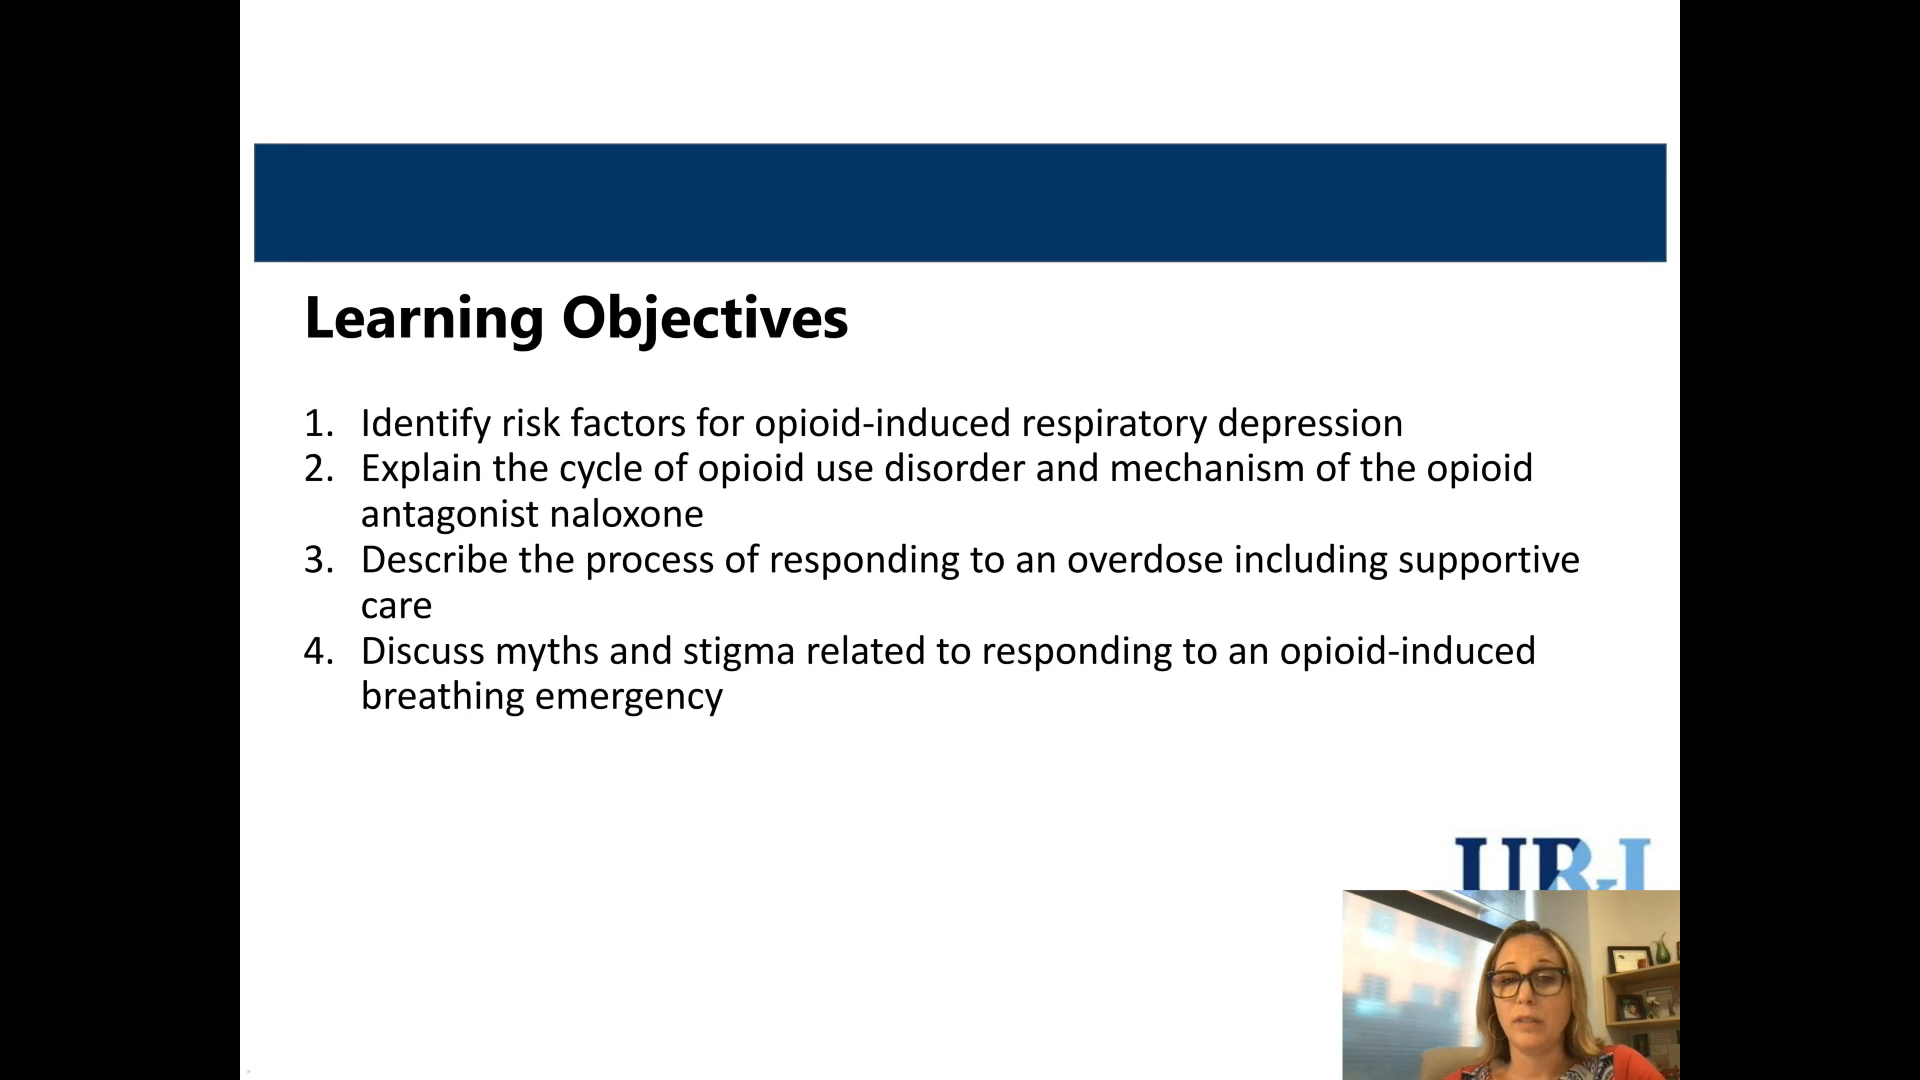 Learning Objectives
1. Identify risk factors for opioid-induced respiratory depression
2. Explain the cycle of opioid use disorder and mechanism of the opioid
antagonist naloxone
3. Describe the process of responding to an overdose including supportive
care
4. Discuss myths and stigma related to responding to an opioid-induced
breathing emergency